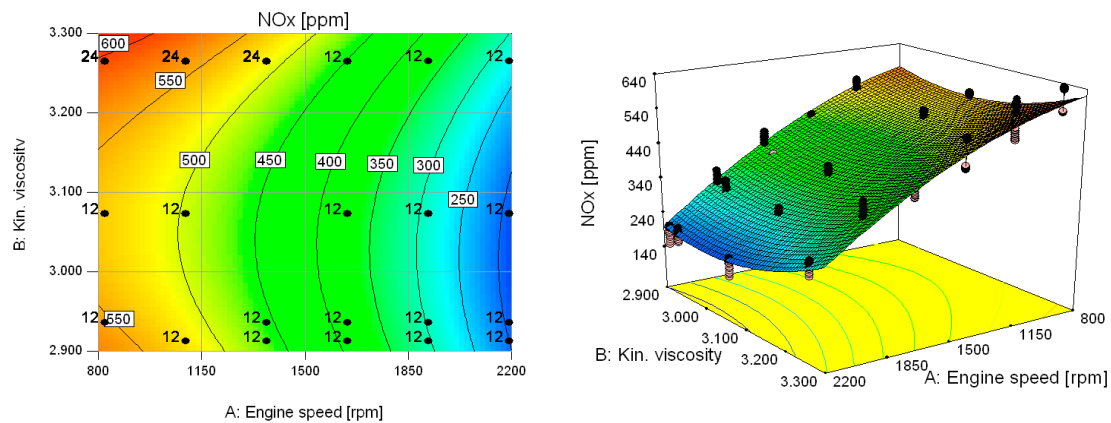 NOx [ppm]
3.300
600
24 24 24 12 12 12
550
3.200
500 450 400 350 300
3.100
250
12 12 12 12 12
3.000
550
12 12 12 12 12
12 12 12 12 12
2.900
800 1150 1500 1850 2200
B: Kin. viscosity
A: Engine speed [rpm]
640
540
440
340
240
140
NOx [ppm]
2.900
3.000
3.100
3.200
3.300
B: Kin. viscosity
2200
1850
1500
1150
800
A: Engine speed [rpm]